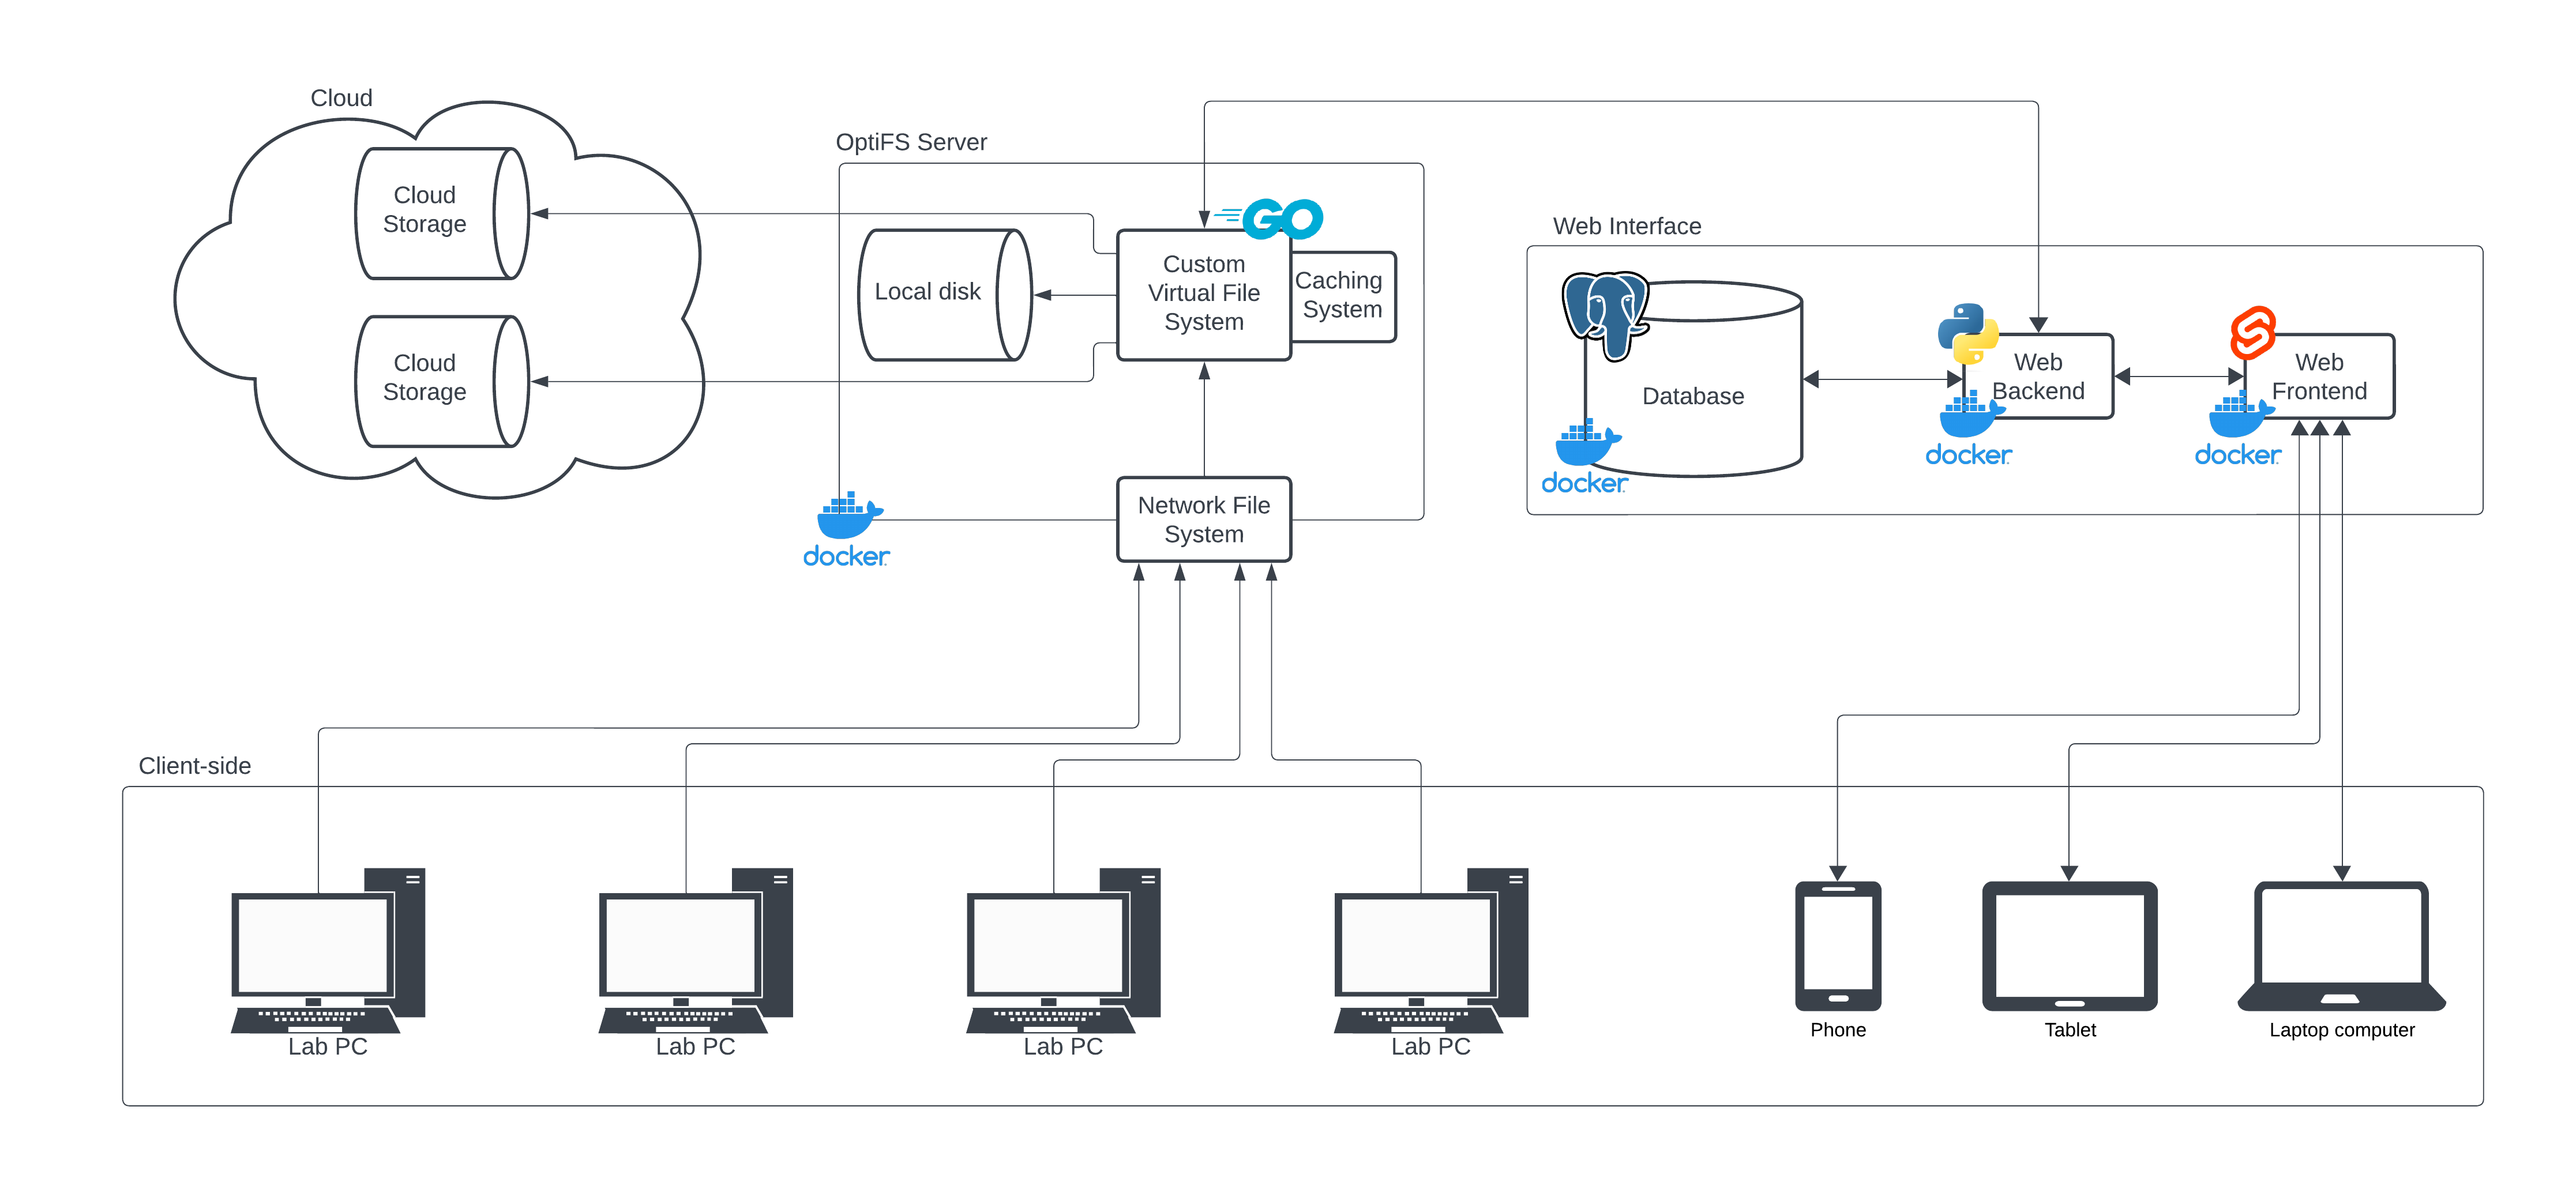 Cloud
Cloud
Storage
Cloud
Storage
OptiFS Server
Local disk
GO
Custom
Virtual File
System
Caching
System
Network File
System
docker
Web Interface
Database
docker
Web
Backend
docker
Web
Frontend
docker
Client-side
Lab PC
Lab PC
Lab PC
Lab PC
Phone
Tablet
Laptop computer